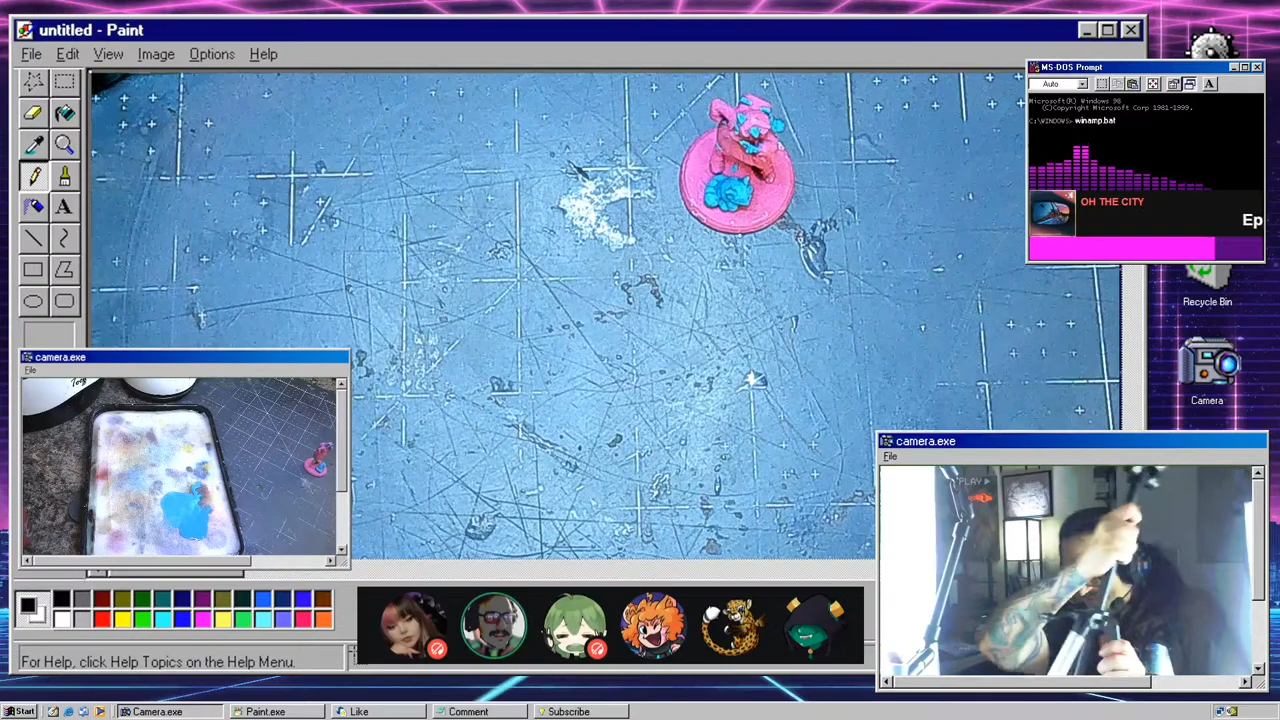 untitled - Paint
File Edit View Image Options Help
MS-DOS Prompt
Auto
A
Microsoft(R) Windows 98
(C)Copyright Microsoft Corp 1981-1999.
C:\WINDOWS> winamp.bat
OH THE CITY
Ep
Recycle Bin
Camera
A
camera.exe
File
camera.exe
File
PLAY
For Help, click Help Topics on the Help Menu.
Start Camera.exe Paint.exe Like Comment Subscribe